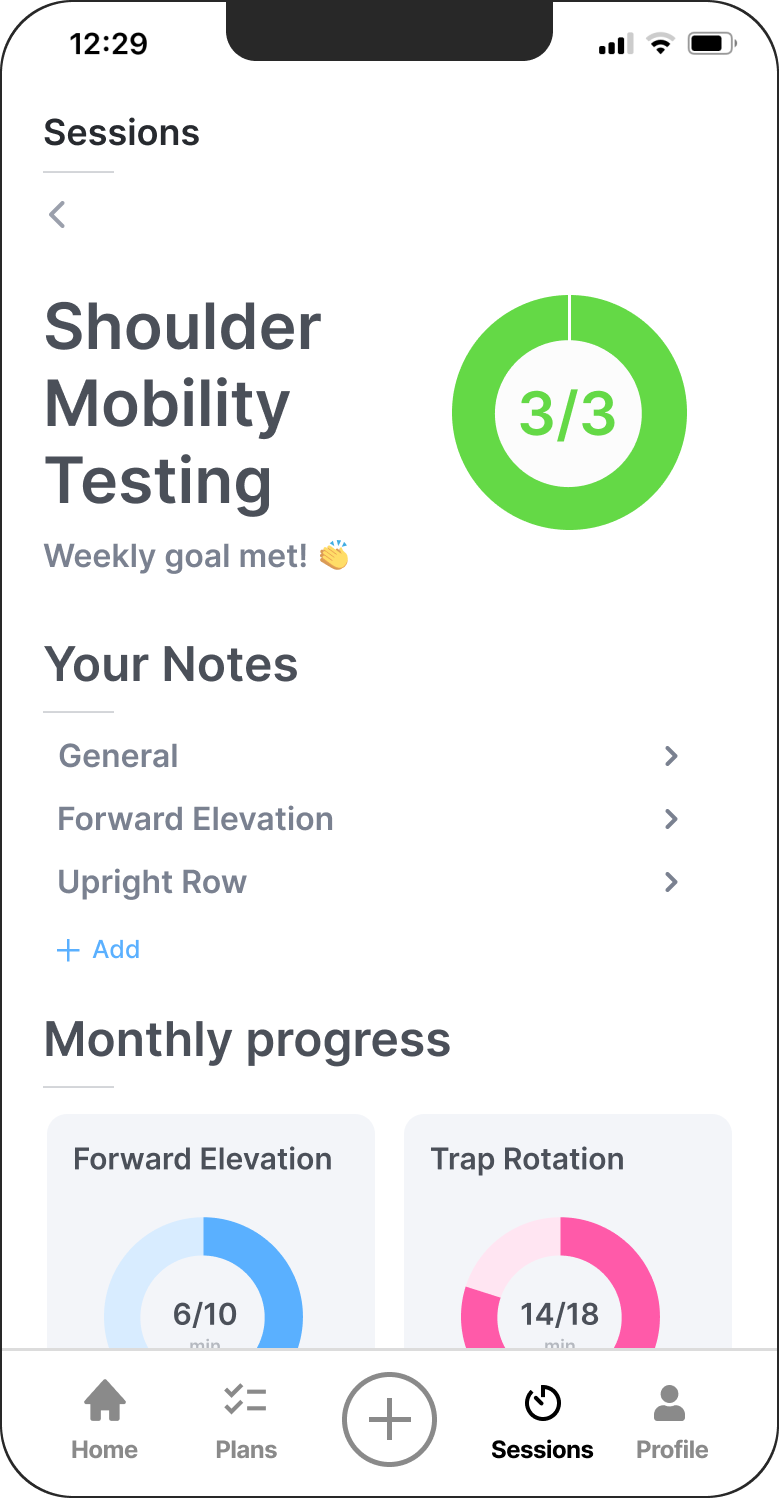 12:29
Sessions
Shoulder
Mobility
Testing
3/3
Weekly goal met! 👏
Your Notes
General
Forward Elevation
Upright Row
+ Add
Monthly progress
Forward Elevation
Trap Rotation
6/10
min
14/18
min
Home
Plans
Sessions
Profile